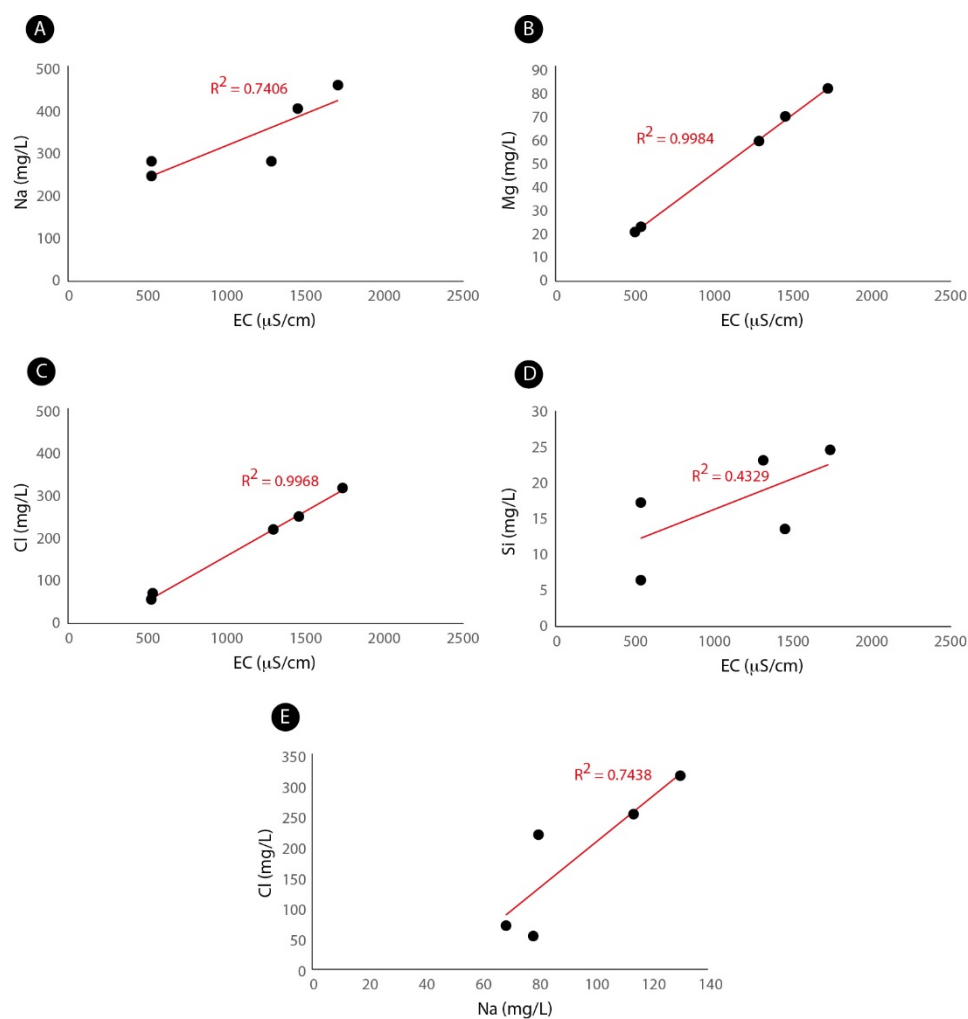 A
500
400
300
200
100
0
Na (mg/L)
R² = 0.7406
0 500 1000 1500 2000 2500
EC (μS/cm)
B
90
80
70
60
50
40
30
20
10
0
Mg (mg/L)
R² = 0.9984
0 500 1000 1500 2000 2500
EC (μS/cm)
C
500
400
300
200
100
0
Cl (mg/L)
R² = 0.9968
0 500 1000 1500 2000 2500
EC (μS/cm)
D
30
25
20
15
10
5
0
Si (mg/L)
R² = 0.4329
0 500 1000 1500 2000 2500
EC (μS/cm)
E
350
300
250
200
150
100
50
0
Cl (mg/L)
R² = 0.7438
0 20 40 60 80 100 120 140
Na (mg/L)